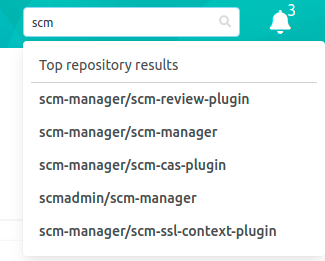 scm
3
Top repository results
scm-manager/scm-review-plugin
scm-manager/scm-manager
scm-manager/scm-cas-plugin
scmadmin/scm-manager
scm-manager/scm-ssl-context-plugin